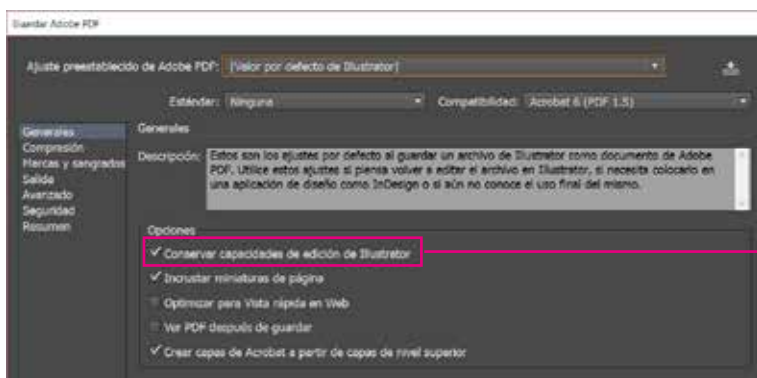 Guardar Adobe PDF
Ajuste preestablecido de Adobe PDF: [Valor por defecto de Illustrator]
Estándar: Ninguna Compatibilidad: Acrobat 6 (PDF 1.5)
Generales
Compresión
Marcas y sangrados
Salida
Avanzado
Seguridad
Resumen
Generales
Descripción: Estos son los ajustes por defecto al guardar un archivo de Illustrator como documento de Adobe
PDF. Utilice estos ajustes si piensa volver a editar el archivo en Illustrator, si necesita colocarlo en
una aplicación de diseño como InDesign o si aún no conoce el uso final del mismo.
Opciones
Conservar capacidades de edición de Illustrator
Incrustar miniaturas de página
Optimizar para Vista rápida en Web
Ver PDF después de guardar
Crear capas de Acrobat a partir de capas de nivel superior